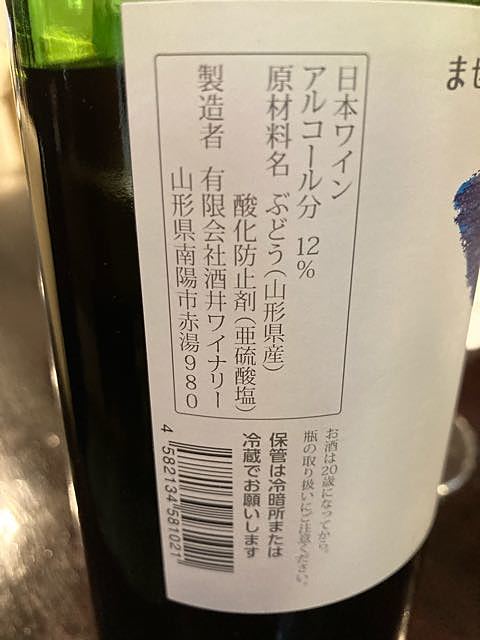 日本ワイン
アルコール分 12%
原材料名 ぶどう(山形県産)
酸化防止剤(亜硫酸塩)
製造者 有限会社酒井ワイナリー
山形県南陽市赤湯980
お酒は20歳になってから。
瓶の取り扱いにご注意ください。
保管は冷暗所または
冷蔵でお願いします
4582134581021
ませ